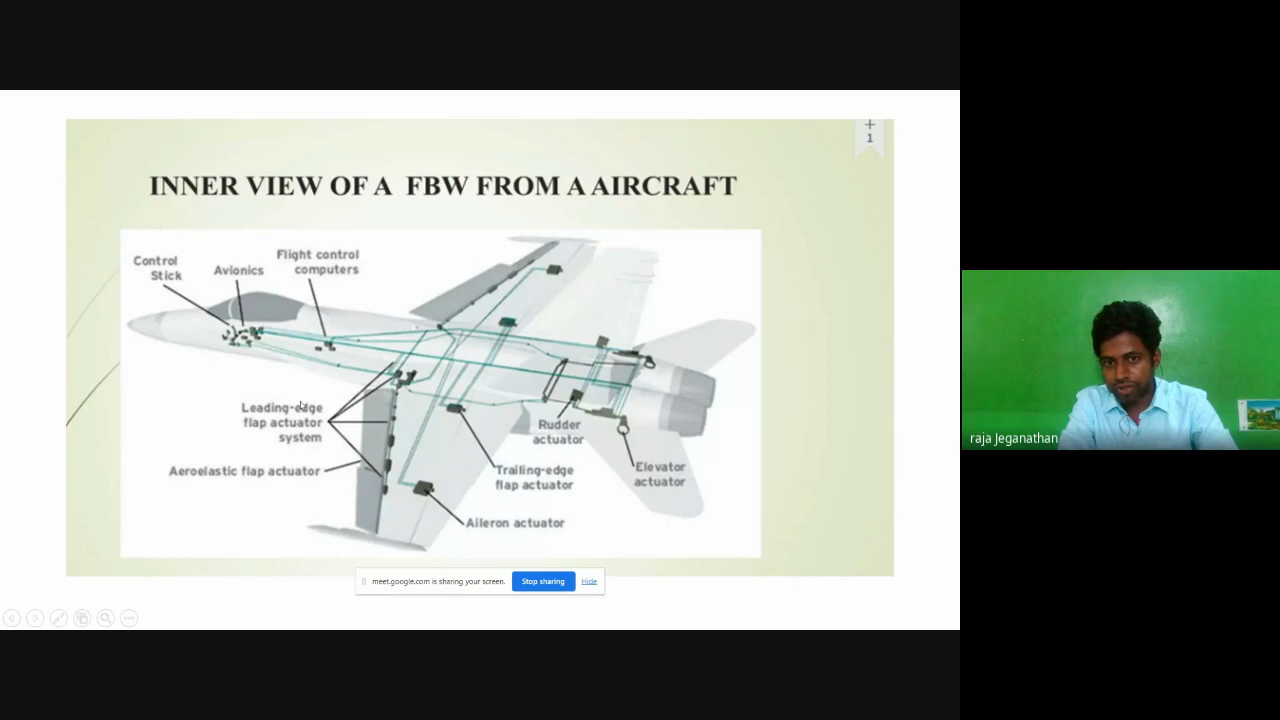 +
1
INNER VIEW OF A FBW FROM A AIRCRAFT
Control
Stick
Avionics
Flight control
computers
Leading-edge
flap actuator
system
Aeroelastic flap actuator
Rudder
actuator
Trailing-edge
flap actuator
Elevator
actuator
Aileron actuator
meet.google.com is sharing your screen.
Stop sharing
Hide
raja Jeganathan